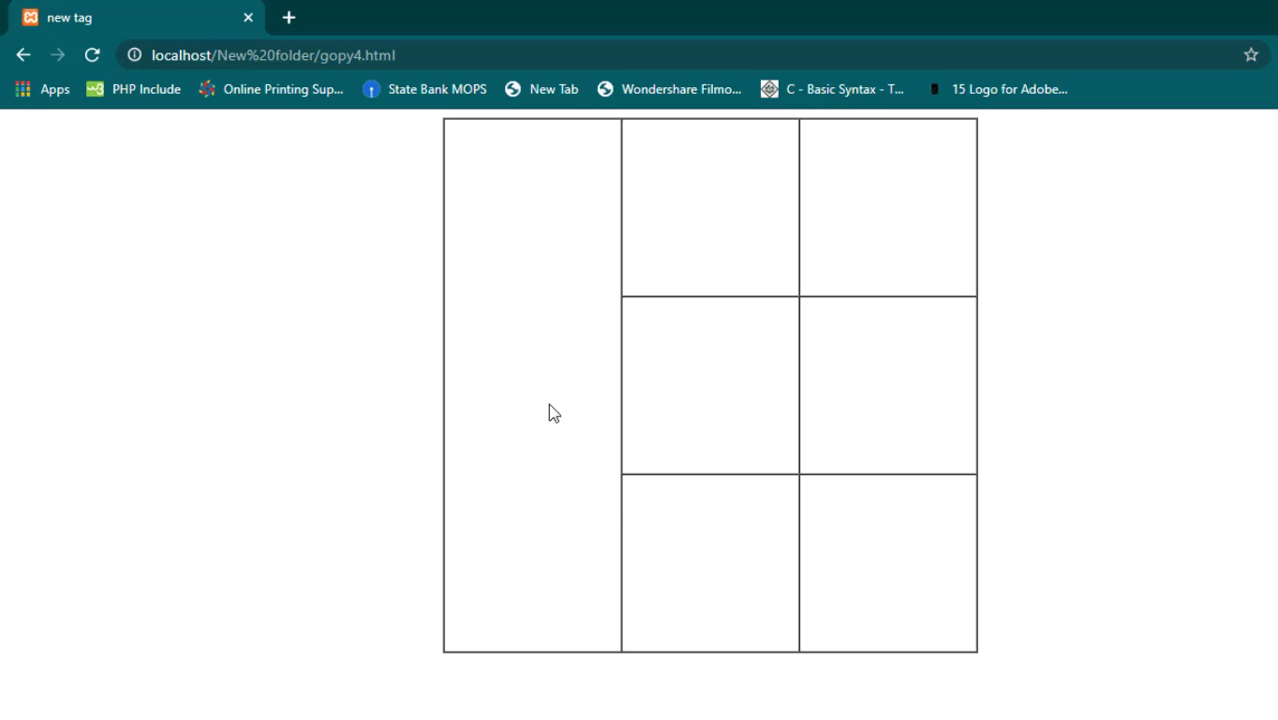 new tag
localhost/New%20folder/gopy4.html
Apps PHP Include Online Printing Sup... State Bank MOPS New Tab Wondershare Filmo... C - Basic Syntax - T... 15 Logo for Adobe...